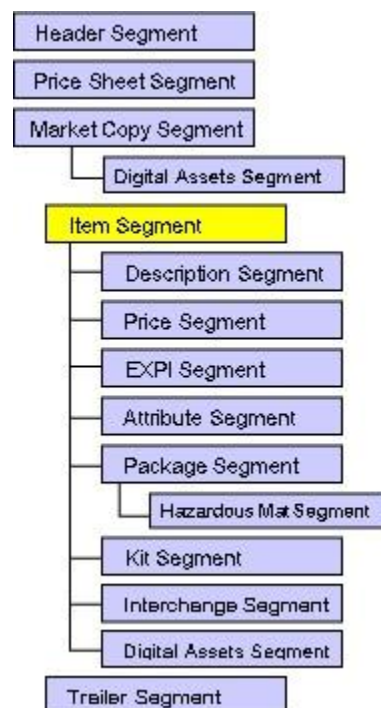 Header Segment
Price Sheet Segment
Market Copy Segment
Digital Assets Segment
Item Segment
Description Segment
Price Segment
EXPI Segment
Attribute Segment
Package Segment
Hazardous Mat Segment
Kit Segment
Interchange Segment
Digital Assets Segment
Trailer Segment